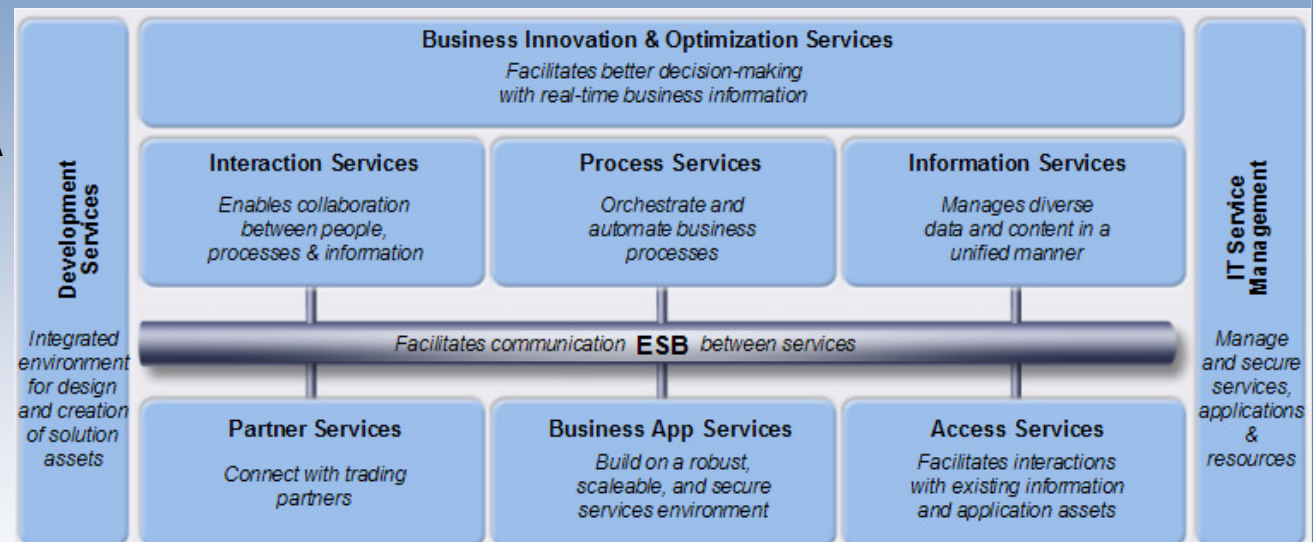 Business Innovation & Optimization Services
Facilitates better decision-making
with real-time business information
Development
Services
Integrated
environment
for design
and creation
of solution
assets
Interaction Services
Enables collaboration
between people,
processes & information
Process Services
Orchestrate and
automate business
processes
Information Services
Manages diverse
data and content in a
unified manner
Facilitates communication ESB between services
Partner Services
Connect with trading
partners
Business App Services
Build on a robust,
scaleable, and secure
services environment
Access Services
Facilitates interactions
with existing information
and application assets
IT Service
Management
Manage
and secure
services,
applications
&
resources